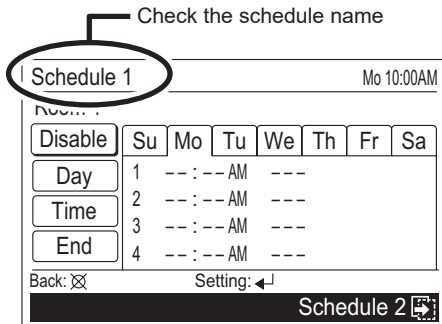 Check the schedule name
Schedule 1 Mo 10:00AM
Disable Su Mo Tu We Th Fr Sa
Day 1 --:--AM ---
Time 2 --:--AM ---
3 --:--AM ---
End 4 --:--AM ---
Back: Setting:
Schedule 2